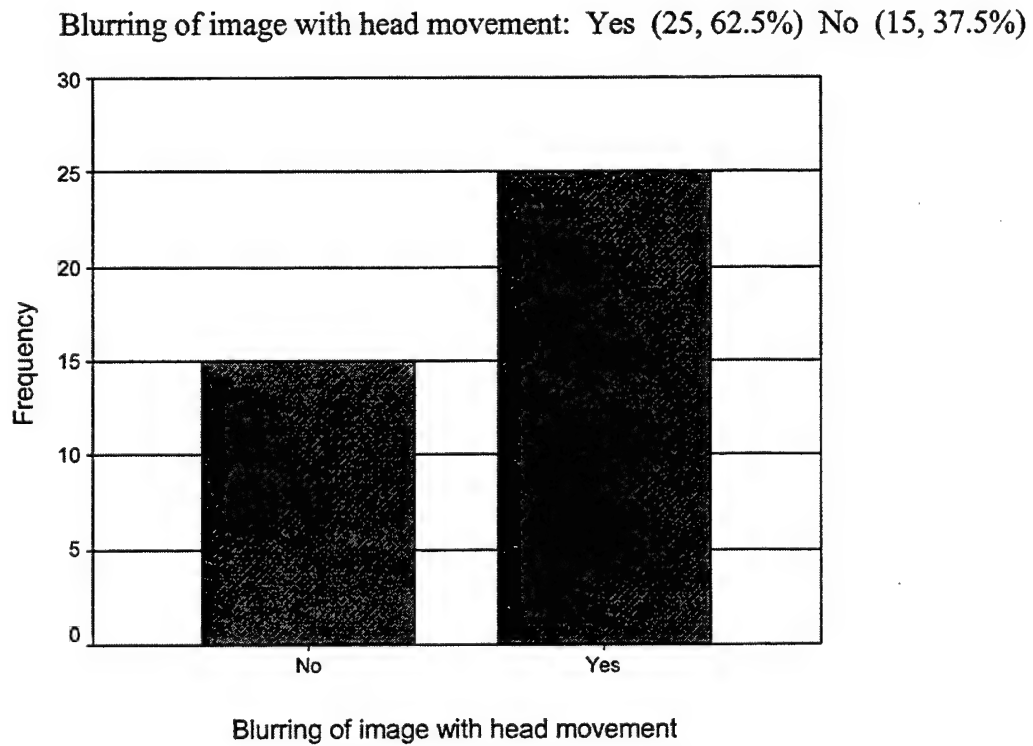 Blurring of image with head movement: Yes (25, 62.5%) No (15, 37.5%)
30
25
20
15
10
5
0
Frequency
No Yes
Blurring of image with head movement